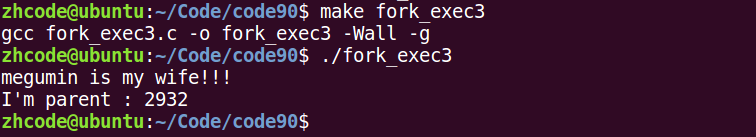 zhcode@ubuntu:~/Code/code90$ make fork_exec3
gcc fork_exec3.c -o fork_exec3 -Wall -g
zhcode@ubuntu:~/Code/code90$ ./fork_exec3
megumin is my wife!!!
I'm parent : 2932
zhcode@ubuntu:~/Code/code90$